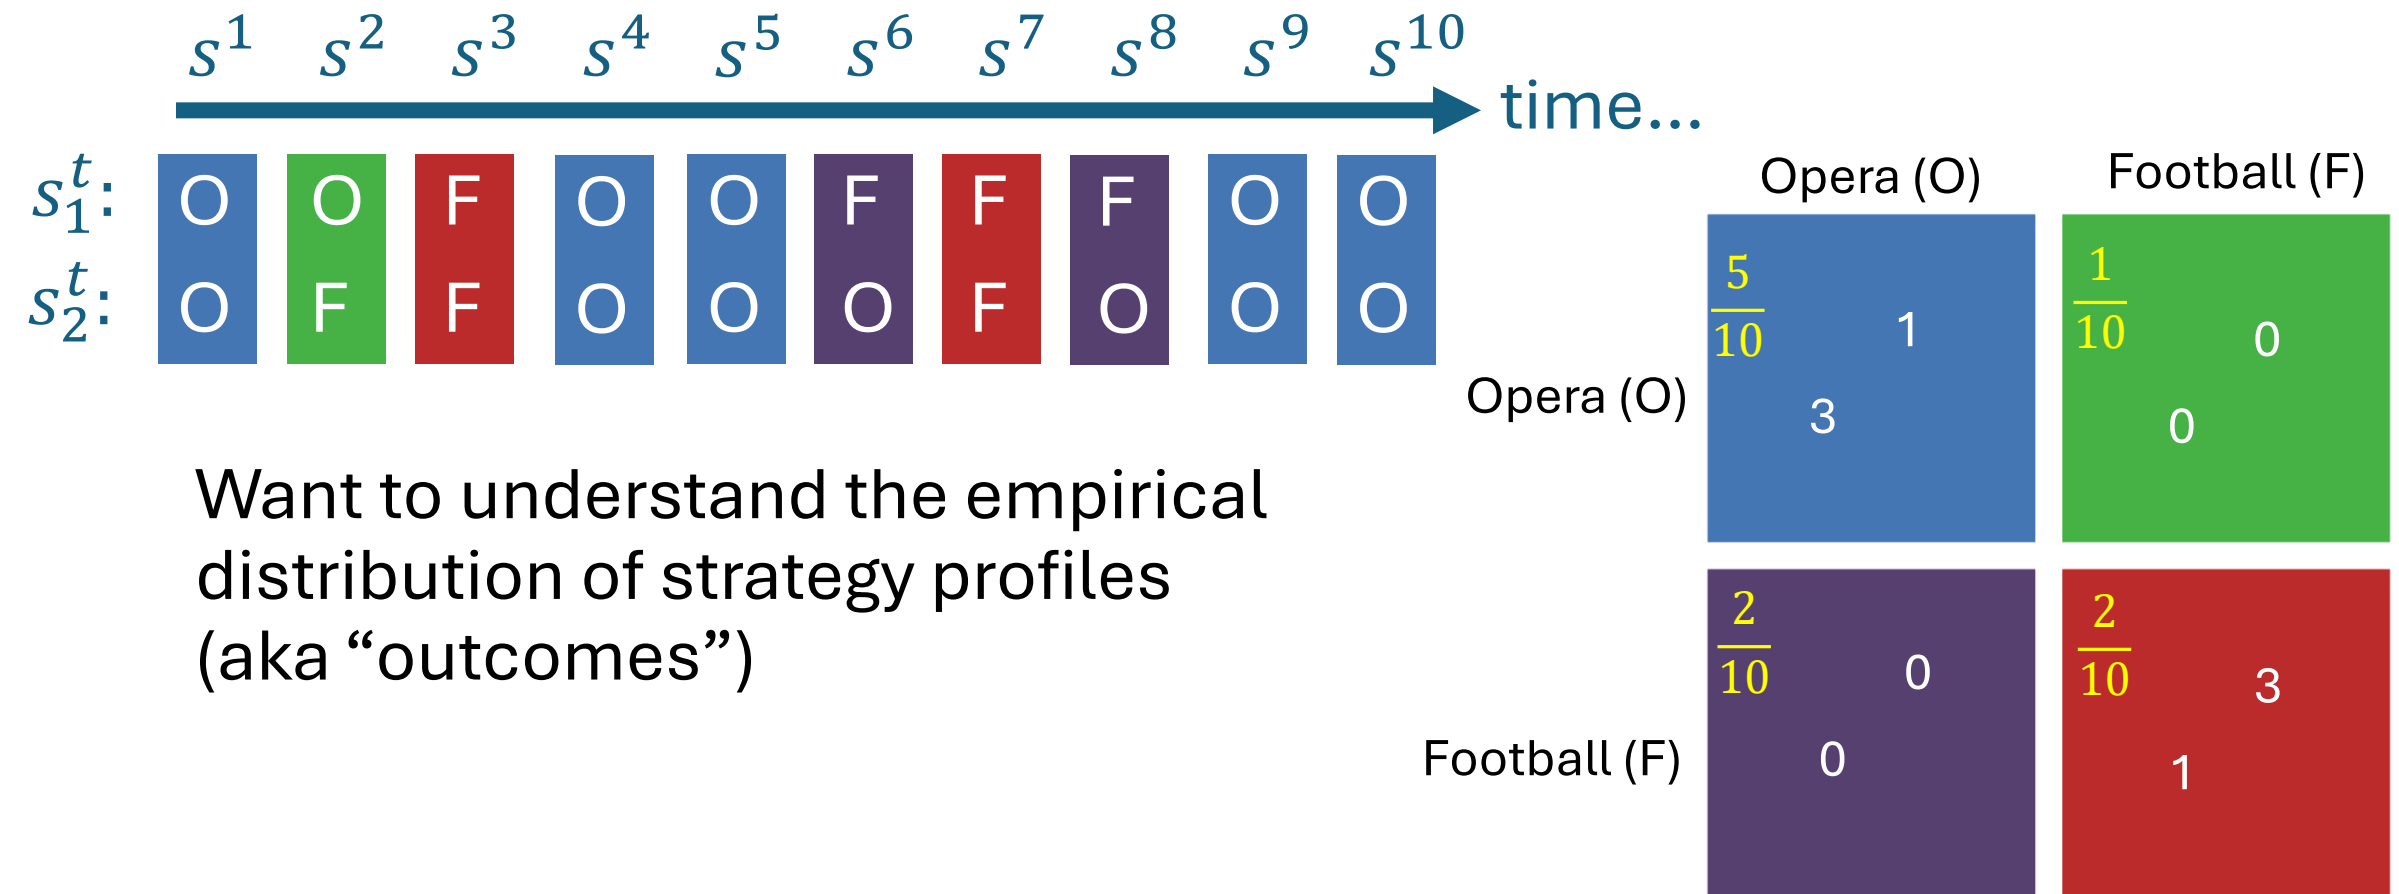 s¹ s² s³ s⁴ s⁵ s⁶ s⁷ s⁸ s⁹ s¹⁰
time...
s₁ᵗ: O O F O O F F F O O
s₂ᵗ: O F F O O O F O O O
Want to understand the empirical
distribution of strategy profiles
(aka “outcomes”)
Opera (O) Football (F)
Opera (O)
5/10 1
3
1/10 0
0
Football (F)
2/10 0
0
2/10 3
1